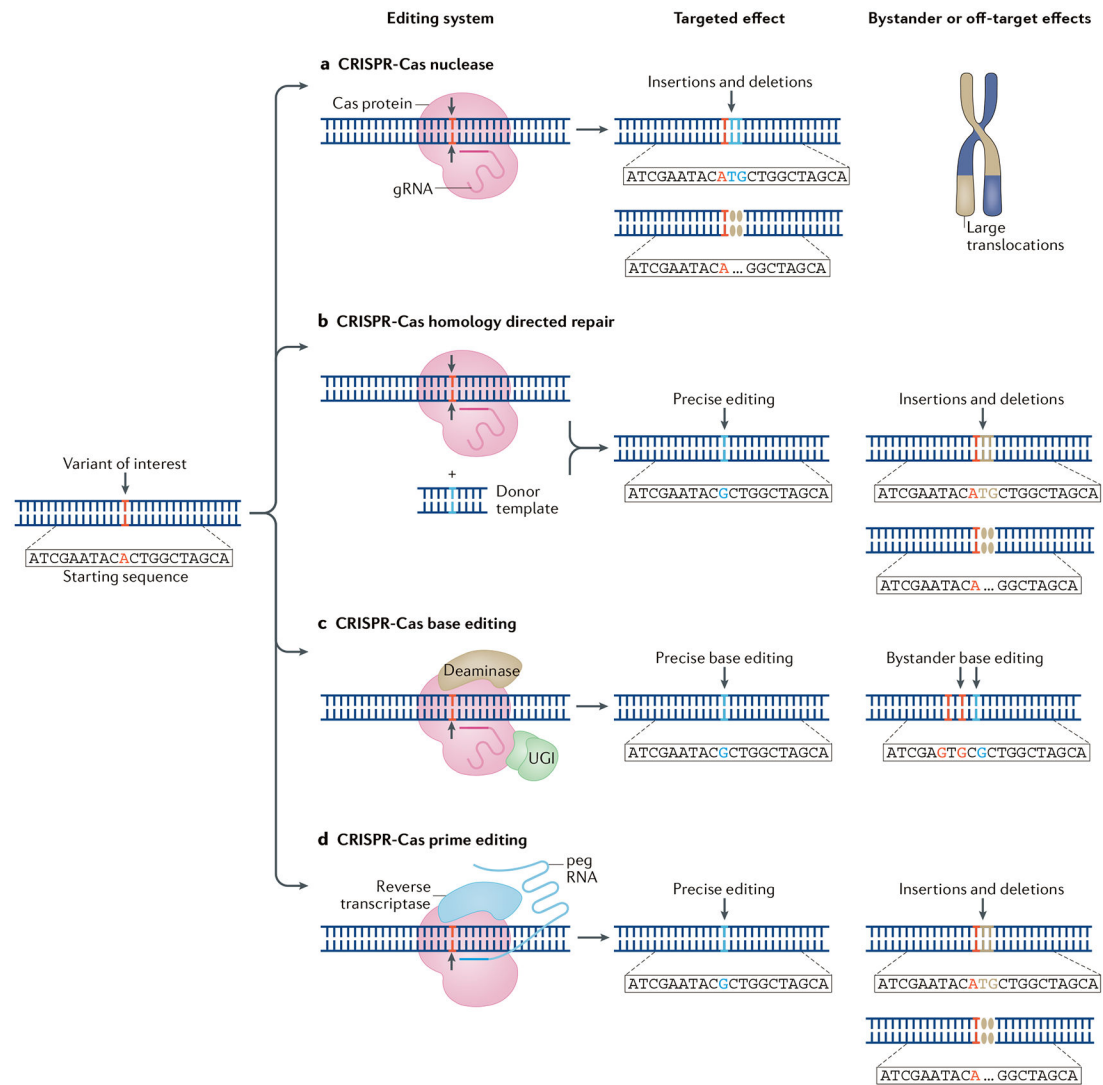 Editing system
Targeted effect
Bystander or off-target effects
a CRISPR-Cas nuclease
Cas protein
gRNA
Insertions and deletions
ATCGAATACATGCTGGCTAGCA
ATCGAATACA... GGCTAGCA
Large
translocations
b CRISPR-Cas homology directed repair
+
Donor
template
Precise editing
ATCGAATACGCTGGCTAGCA
Insertions and deletions
ATCGAATACATGCTGGCTAGCA
ATCGAATACA... GGCTAGCA
Variant of interest
ATCGAATACACTGGCTAGCA
Starting sequence
c CRISPR-Cas base editing
Deaminase
UGI
Precise base editing
ATCGAATACGCTGGCTAGCA
Bystander base editing
ATCGAGTGCGCTGGCTAGCA
d CRISPR-Cas prime editing
peg
RNA
Reverse
transcriptase
Precise editing
ATCGAATACGCTGGCTAGCA
Insertions and deletions
ATCGAATACATGCTGGCTAGCA
ATCGAATACA... GGCTAGCA